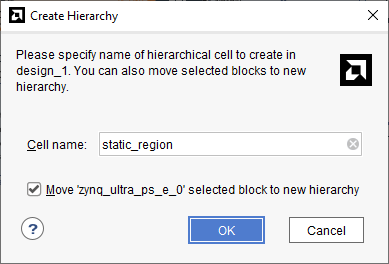 Create Hierarchy
Please specify name of hierarchical cell to create in
design_1. You can also move selected blocks to new
hierarchy.
Cell name: static_region
Move 'zynq_ultra_ps_e_0' selected block to new hierarchy
? OK Cancel